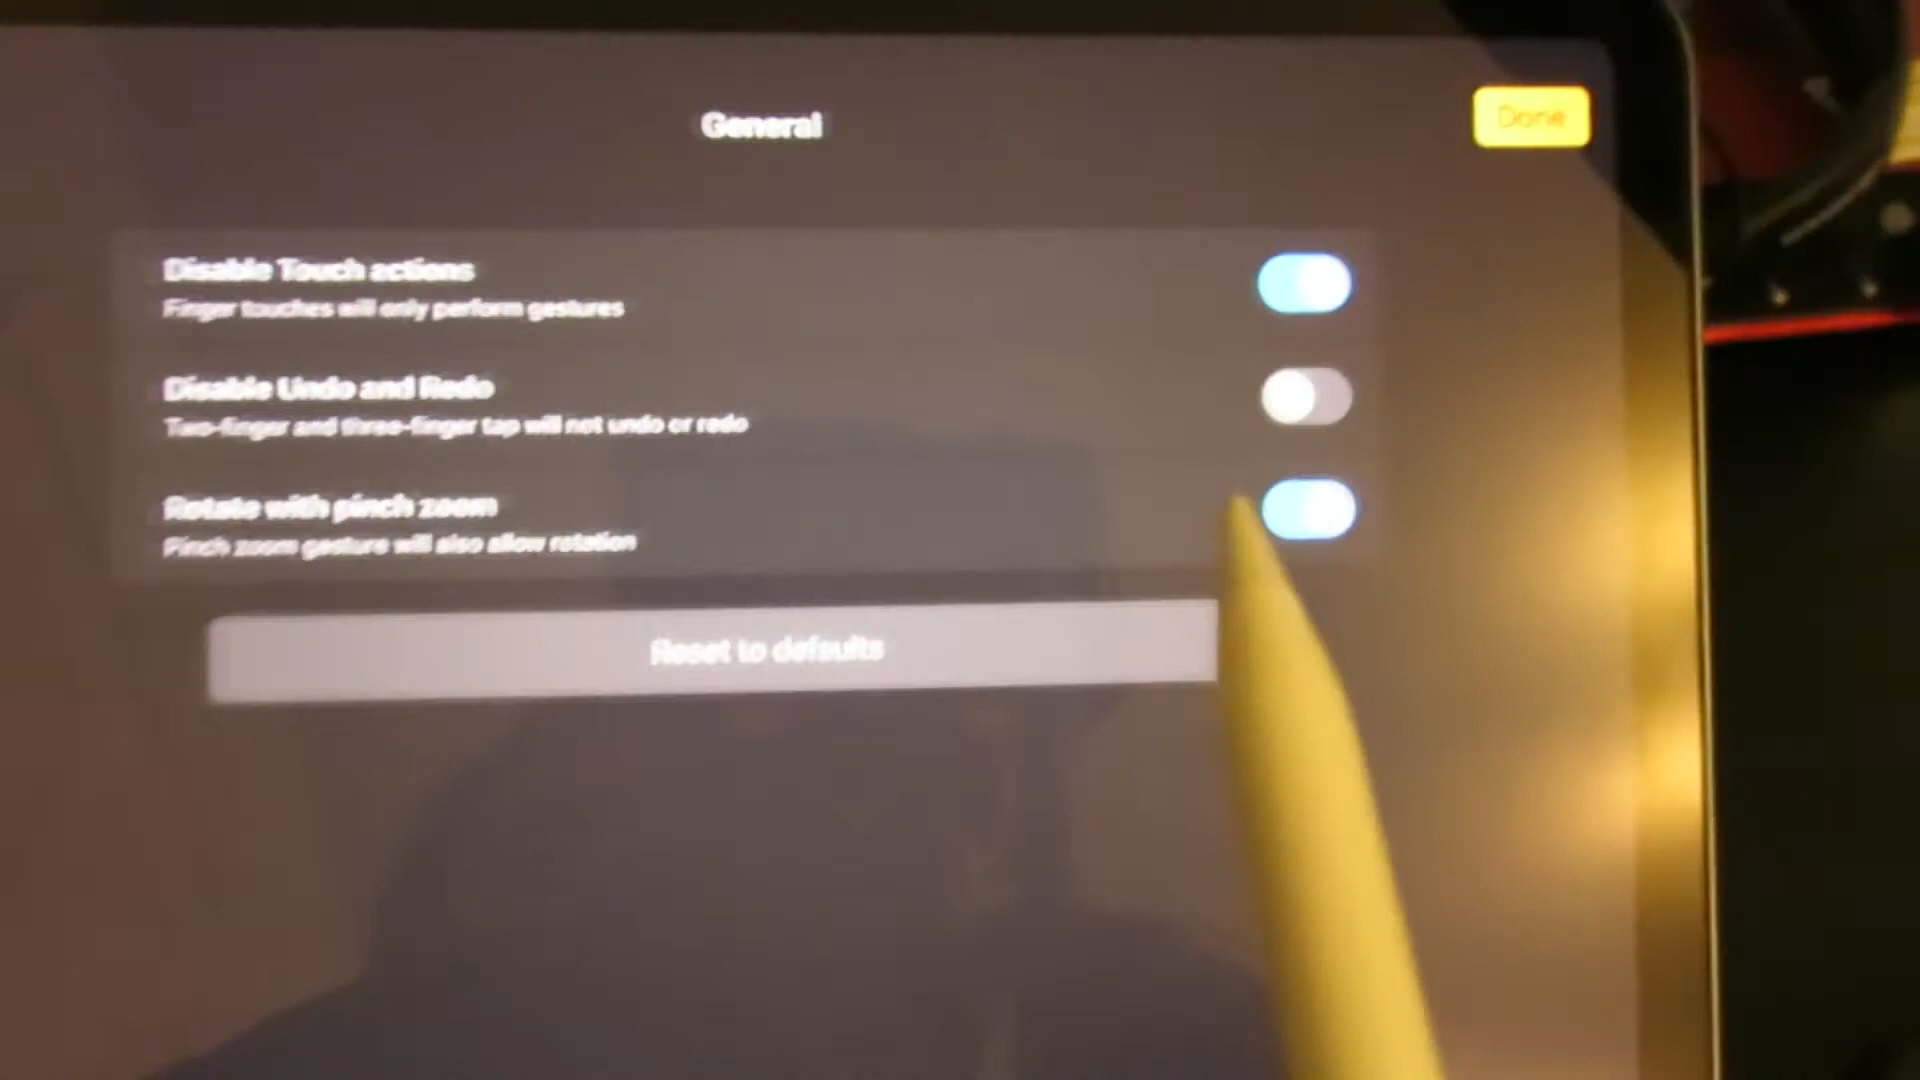 General
Done
Disable Touch actions
Finger touches will only perform gestures
Disable Undo and Redo
Two-finger and three-finger tap will not undo or redo
Rotate with pinch zoom
Pinch zoom gesture will also allow rotation
Reset to defaults